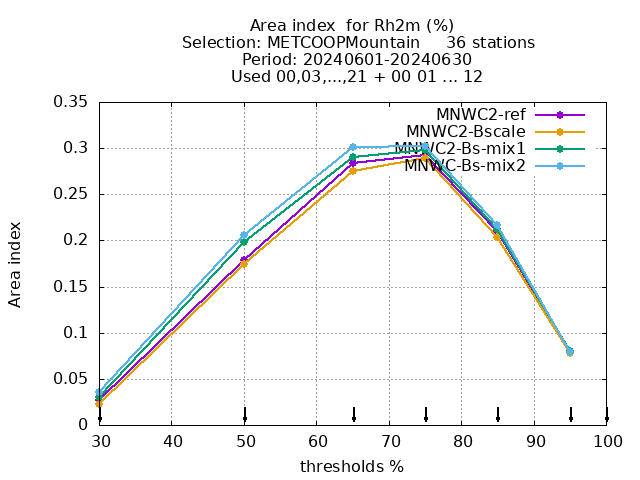 Area index  for Rh2m (%)
Selection: METCOOPMountain     36 stations
Period: 20240601-20240630
Used 00,03,...,21 + 00 01 ... 12
0.35
0.3
0.25
0.2
0.15
0.1
0.05
0
Area index
MNWC2-ref
MNWC2-Bscale
MNWC2-Bs-mix1
MNWC-Bs-mix2
30 40 50 60 70 80 90 100
thresholds %